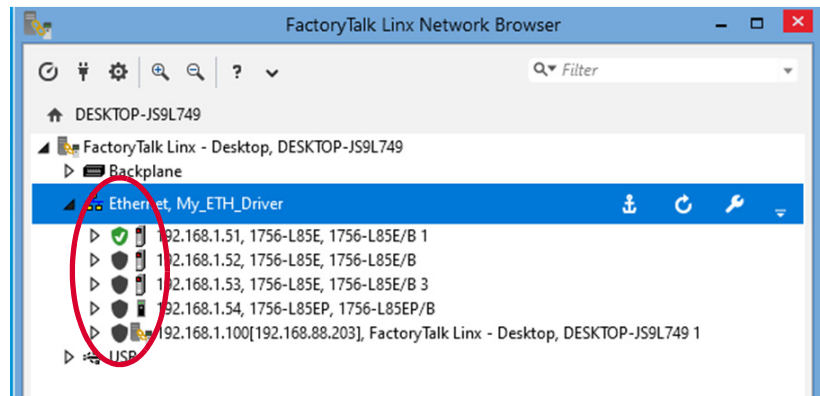 FactoryTalk Linx Network Browser
? Filter
DESKTOP-JS9L749
FactoryTalk Linx - Desktop, DESKTOP-JS9L749
Backplane
Ethernet, My_ETH_Driver
192.168.1.51, 1756-L85E, 1756-L85E/B 1
192.168.1.52, 1756-L85E, 1756-L85E/B
192.168.1.53, 1756-L85E, 1756-L85E/B 3
192.168.1.54, 1756-L85EP, 1756-L85EP/B
192.168.1.100[192.168.88.203], FactoryTalk Linx - Desktop, DESKTOP-JS9L749 1
USB